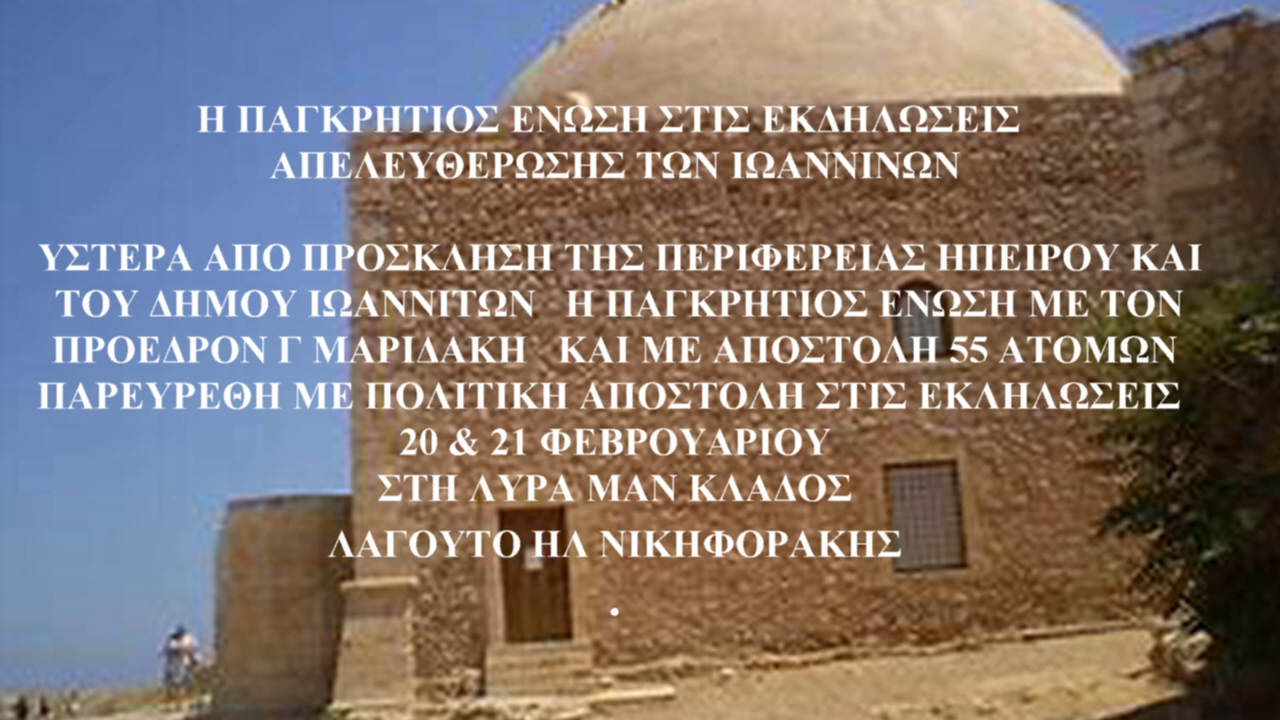 Η ΠΑΓΚΡΗΤΙΟΣ ΕΝΩΣΗ ΣΤΙΣ ΕΚΔΗΛΩΣΕΙΣ
ΑΠΕΛΕΥΘΕΡΩΣΗΣ ΤΩΝ ΙΩΑΝΝΙΝΩΝ
ΥΣΤΕΡΑ ΑΠΟ ΠΡΟΣΚΛΗΣΗ ΤΗΣ ΠΕΡΙΦΕΡΕΙΑΣ ΗΠΕΙΡΟΥ ΚΑΙ
ΤΟΥ ΔΗΜΟΥ ΙΩΑΝΝΙΤΩΝ Η ΠΑΓΚΡΗΤΙΟΣ ΕΝΩΣΗ ΜΕ ΤΟΝ
ΠΡΟΕΔΡΟΝ Γ ΜΑΡΙΔΑΚΗ ΚΑΙ ΜΕ ΑΠΟΣΤΟΛΗ 55 ΑΤΟΜΩΝ
ΠΑΡΕΥΡΕΘΗ ΜΕ ΠΟΛΙΤΙΚΗ ΑΠΟΣΤΟΛΗ ΣΤΙΣ ΕΚΛΗΛΩΣΕΙΣ
20 & 21 ΦΕΒΡΟΥΑΡΙΟΥ
ΣΤΗ ΛΥΡΑ ΜΑΝ ΚΛΑΔΟΣ
ΛΑΓΟΥΤΟ ΗΛ ΝΙΚΗΦΟΡΑΚΗΣ
.